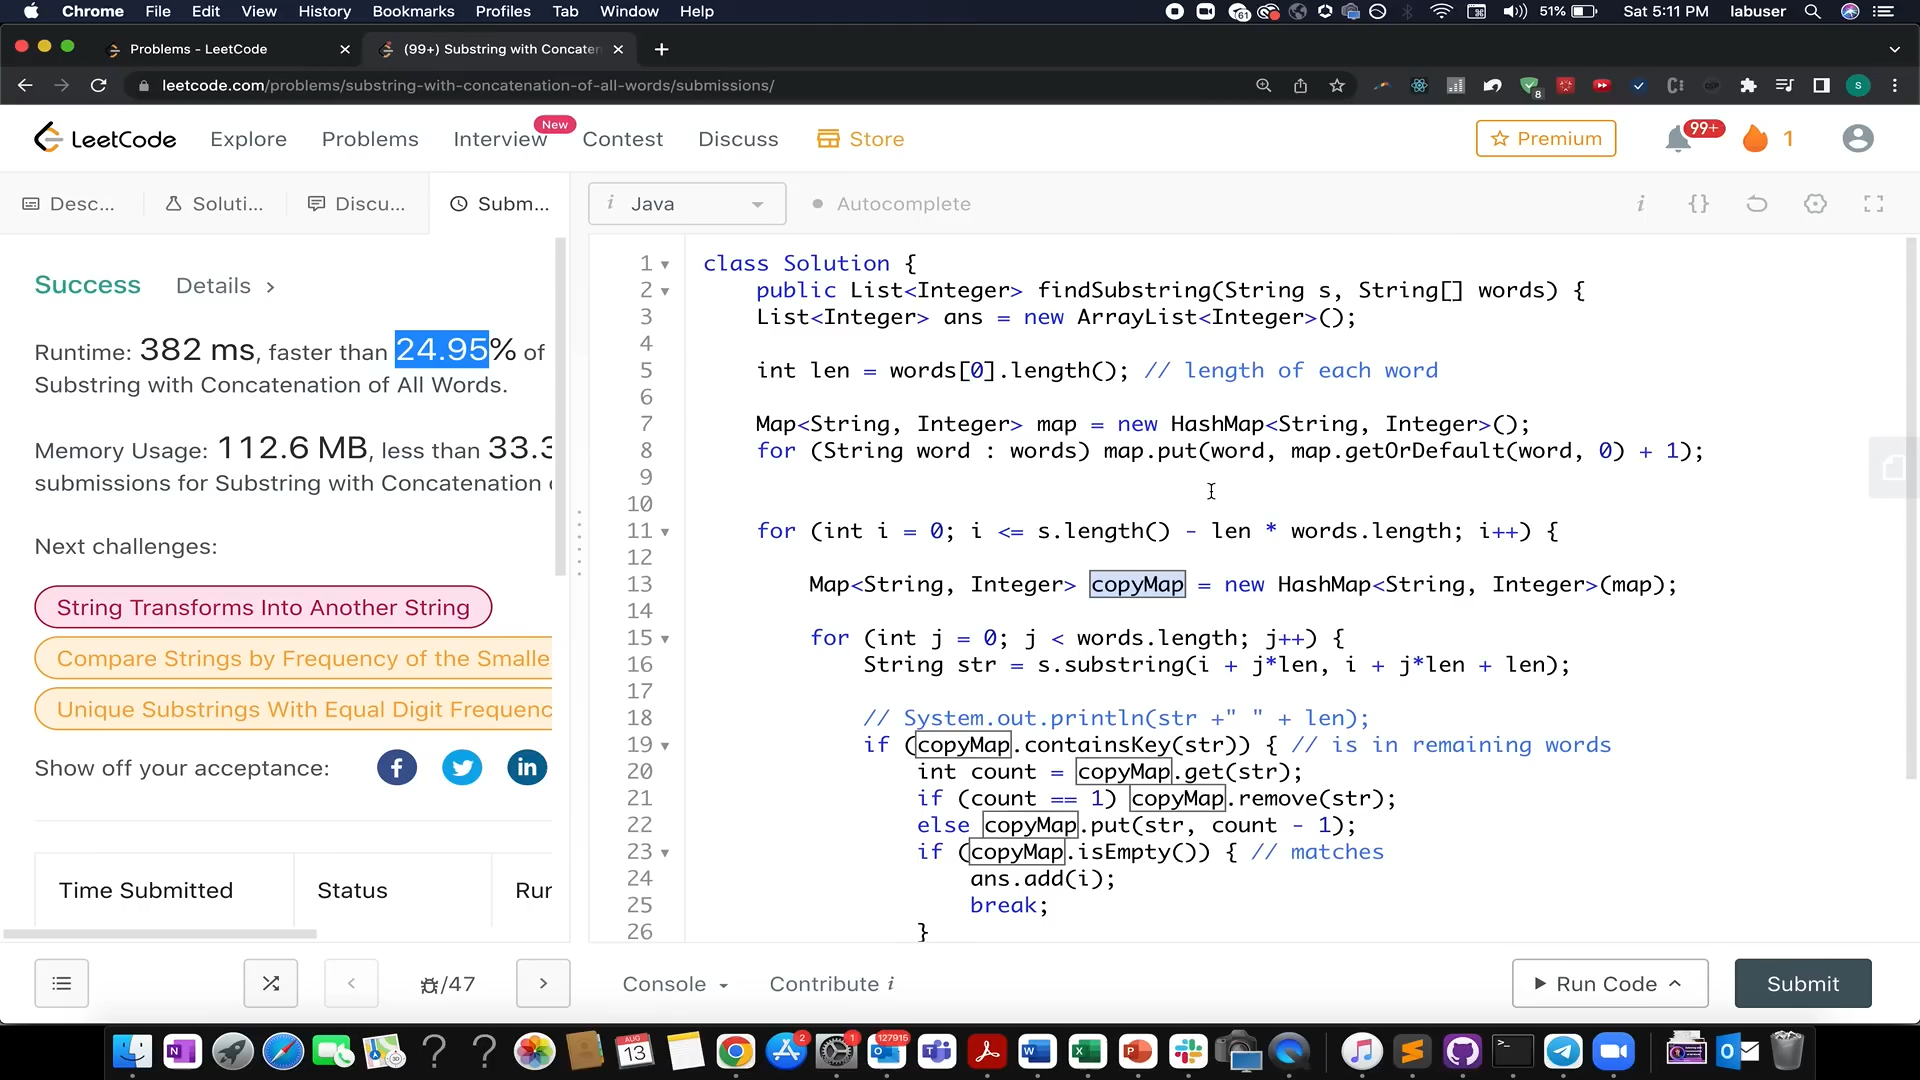 Chrome File Edit View History Bookmarks Profiles Tab Window Help 61 51% Sat 5:11 PM labuser
Problems - LeetCode (99+) Substring with Concaten
leetcode.com/problems/substring-with-concatenation-of-all-words/submissions/ 8 S
LeetCode Explore Problems Interview New Contest Discuss Store Premium 99+ 1
Desc... Soluti... Discu... Subm... i Java Autocomplete
Success Details
Runtime: 382 ms, faster than 24.95% of
Substring with Concatenation of All Words.
Memory Usage: 112.6 MB, less than 33.3
submissions for Substring with Concatenation
Next challenges:
String Transforms Into Another String
Compare Strings by Frequency of the Smalle
Unique Substrings With Equal Digit Frequenc
Show off your acceptance:
Time Submitted Status Run
1 class Solution {
2 public List<Integer> findSubstring(String s, String[] words) {
3 List<Integer> ans = new ArrayList<Integer>();
4
5 int len = words[0].length(); // length of each word
6
7 Map<String, Integer> map = new HashMap<String, Integer>();
8 for (String word : words) map.put(word, map.getOrDefault(word, 0) + 1);
9
10
11 for (int i = 0; i <= s.length() - len * words.length; i++) {
12
13 Map<String, Integer> copyMap = new HashMap<String, Integer>(map);
14
15 for (int j = 0; j < words.length; j++) {
16 String str = s.substring(i + j*len, i + j*len + len);
17
18 // System.out.println(str +" " + len);
19 if (copyMap.containsKey(str)) { // is in remaining words
20 int count = copyMap.get(str);
21 if (count == 1) copyMap.remove(str);
22 else copyMap.put(str, count - 1);
23 if (copyMap.isEmpty()) { // matches
24 ans.add(i);
25 break;
26 }
/47 Console Contribute i Run Code Submit
AUG 13 2 1 127915